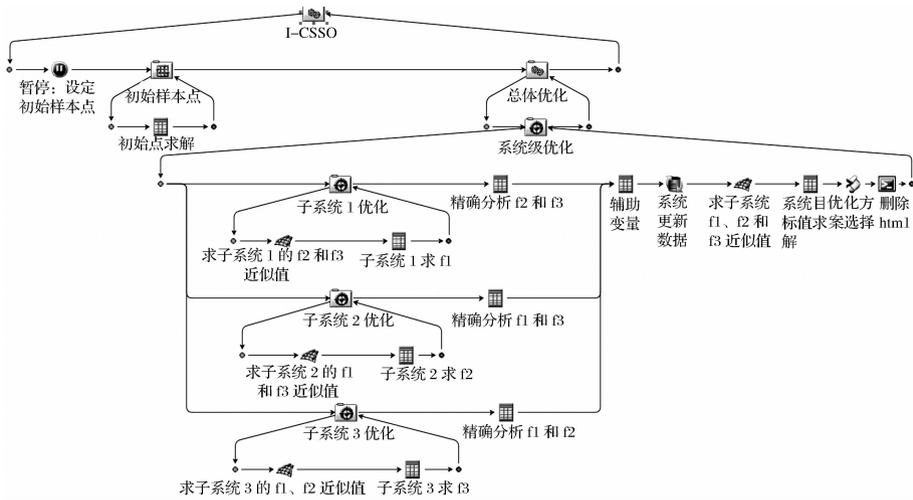 I-CSSO
暂停：设定
初始样本点
初始样本点
总体优化
初始点求解
系统级优化
子系统 1 优化
精确分析 f2 和 f3
辅助
变量
系统
更新
数据
求子系统
f1、f2 和
f3 近似值
系统目
标值求
解
优化方
案选择
删除
html
求子系统 1 的 f2 和 f3
近似值
子系统 1 求 f1
子系统 2 优化
精确分析 f1 和 f3
求子系统 2 的 f1
和 f3 近似值
子系统 2 求 f2
子系统 3 优化
精确分析 f1 和 f2
求子系统 3 的 f1、f2 近似值
子系统 3 求 f3